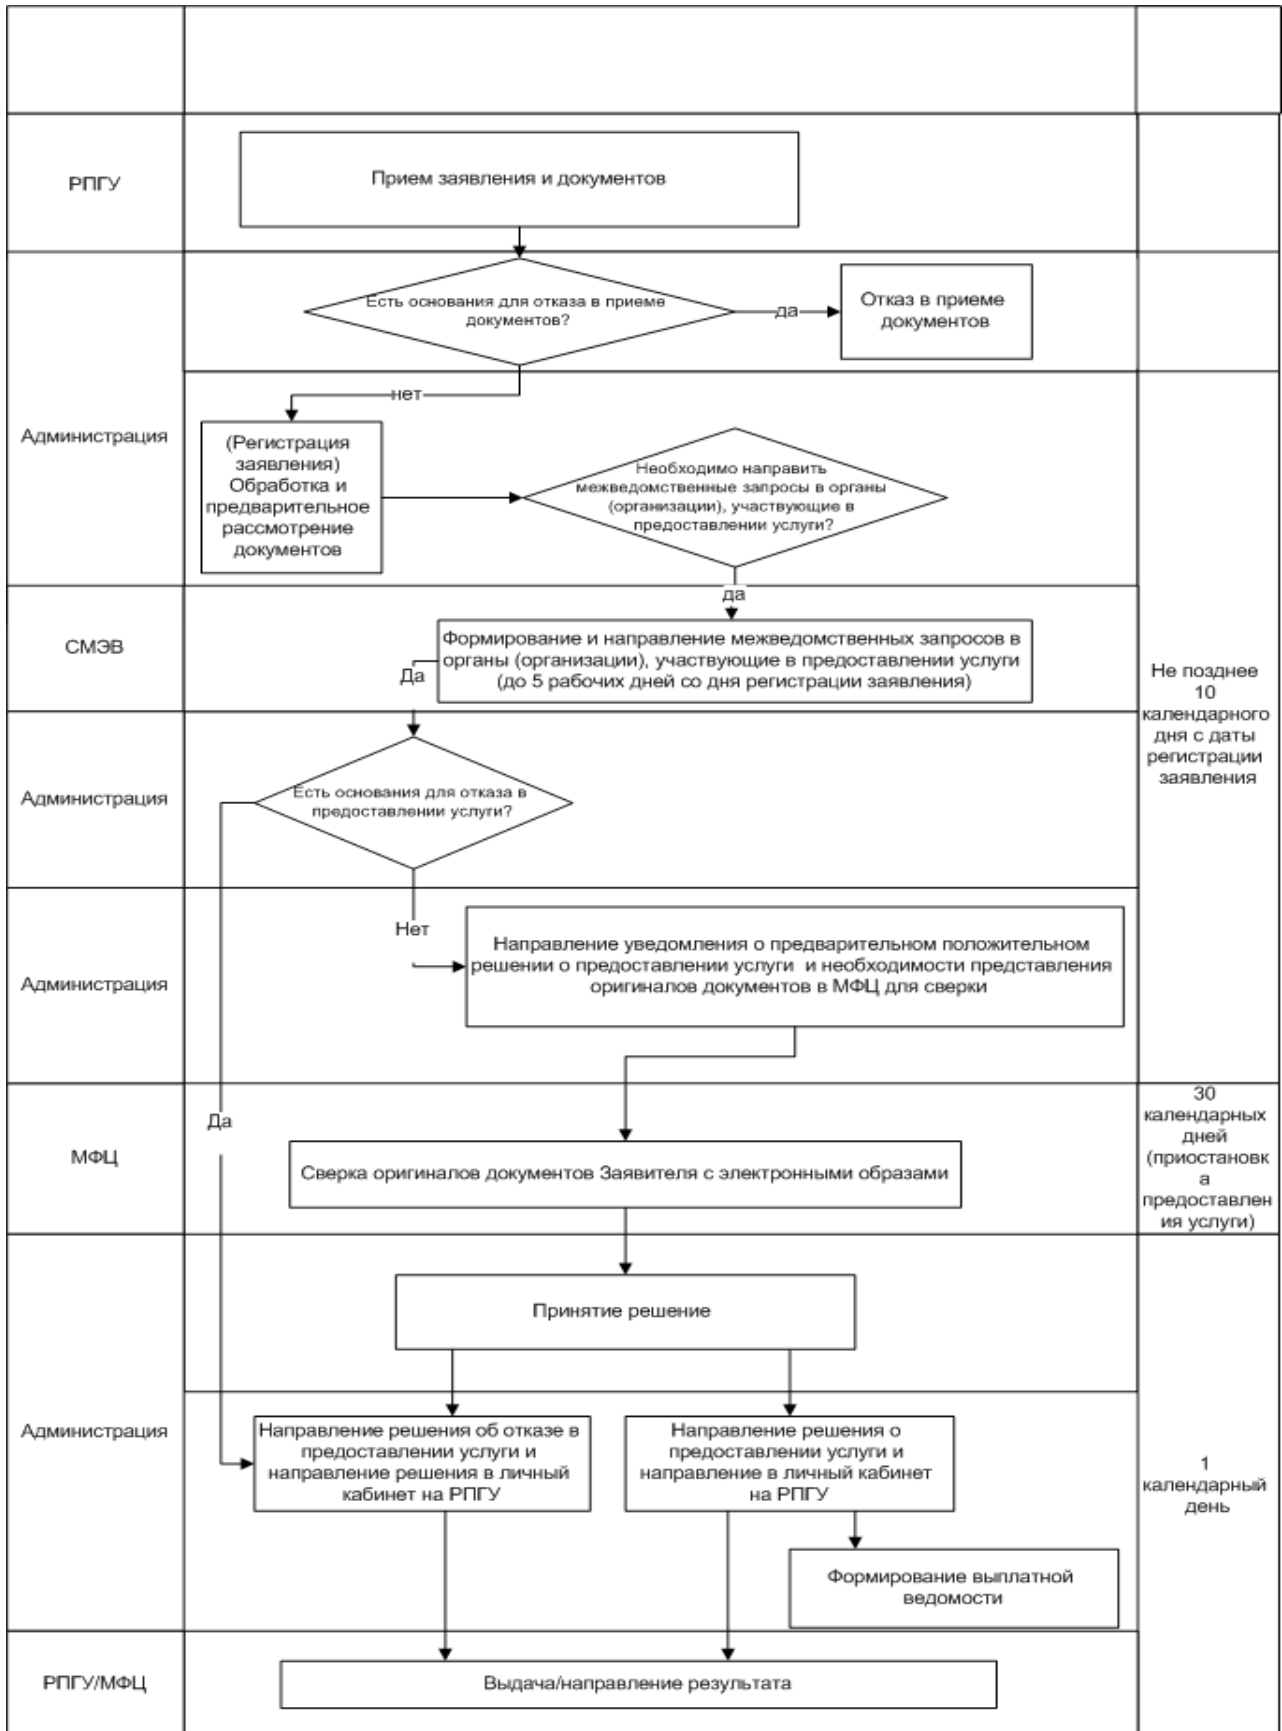 РПГУ
Прием заявления и документов
Есть основания для отказа в приеме
документов?
да
Отказ в приеме
документов
Администрация
нет
(Регистрация
заявления)
Обработка и
предварительное
рассмотрение
документов
Необходимо направить
межведомственные запросы в органы
(организации), участвующие в
предоставлении услуги?
да
СМЭВ
Формирование и направление межведомственных запросов в
органы (организации), участвующие в предоставлении услуги
(до 5 рабочих дней со дня регистрации заявления)
Да
Не позднее
10
календарного
дня с даты
регистрации
заявления
Администрация
Есть основания для отказа в
предоставлении услуги?
Нет
Администрация
Направление уведомления о предварительном положительном
решении о предоставлении услуги и необходимости представления
оригиналов документов в МФЦ для сверки
Да
МФЦ
Сверка оригиналов документов Заявителя с электронными образами
30
календарных
дней
(приостановк
а
предоставлен
ия услуги)
Принятие решение
Администрация
Направление решения об отказе в
предоставлении услуги и
направление решения в личный
кабинет на РПГУ
Направление решения о
предоставлении услуги и
направление в личный кабинет
на РПГУ
1
календарный
день
Формирование выплатной
ведомости
РПГУ/МФЦ
Выдача/направление результата